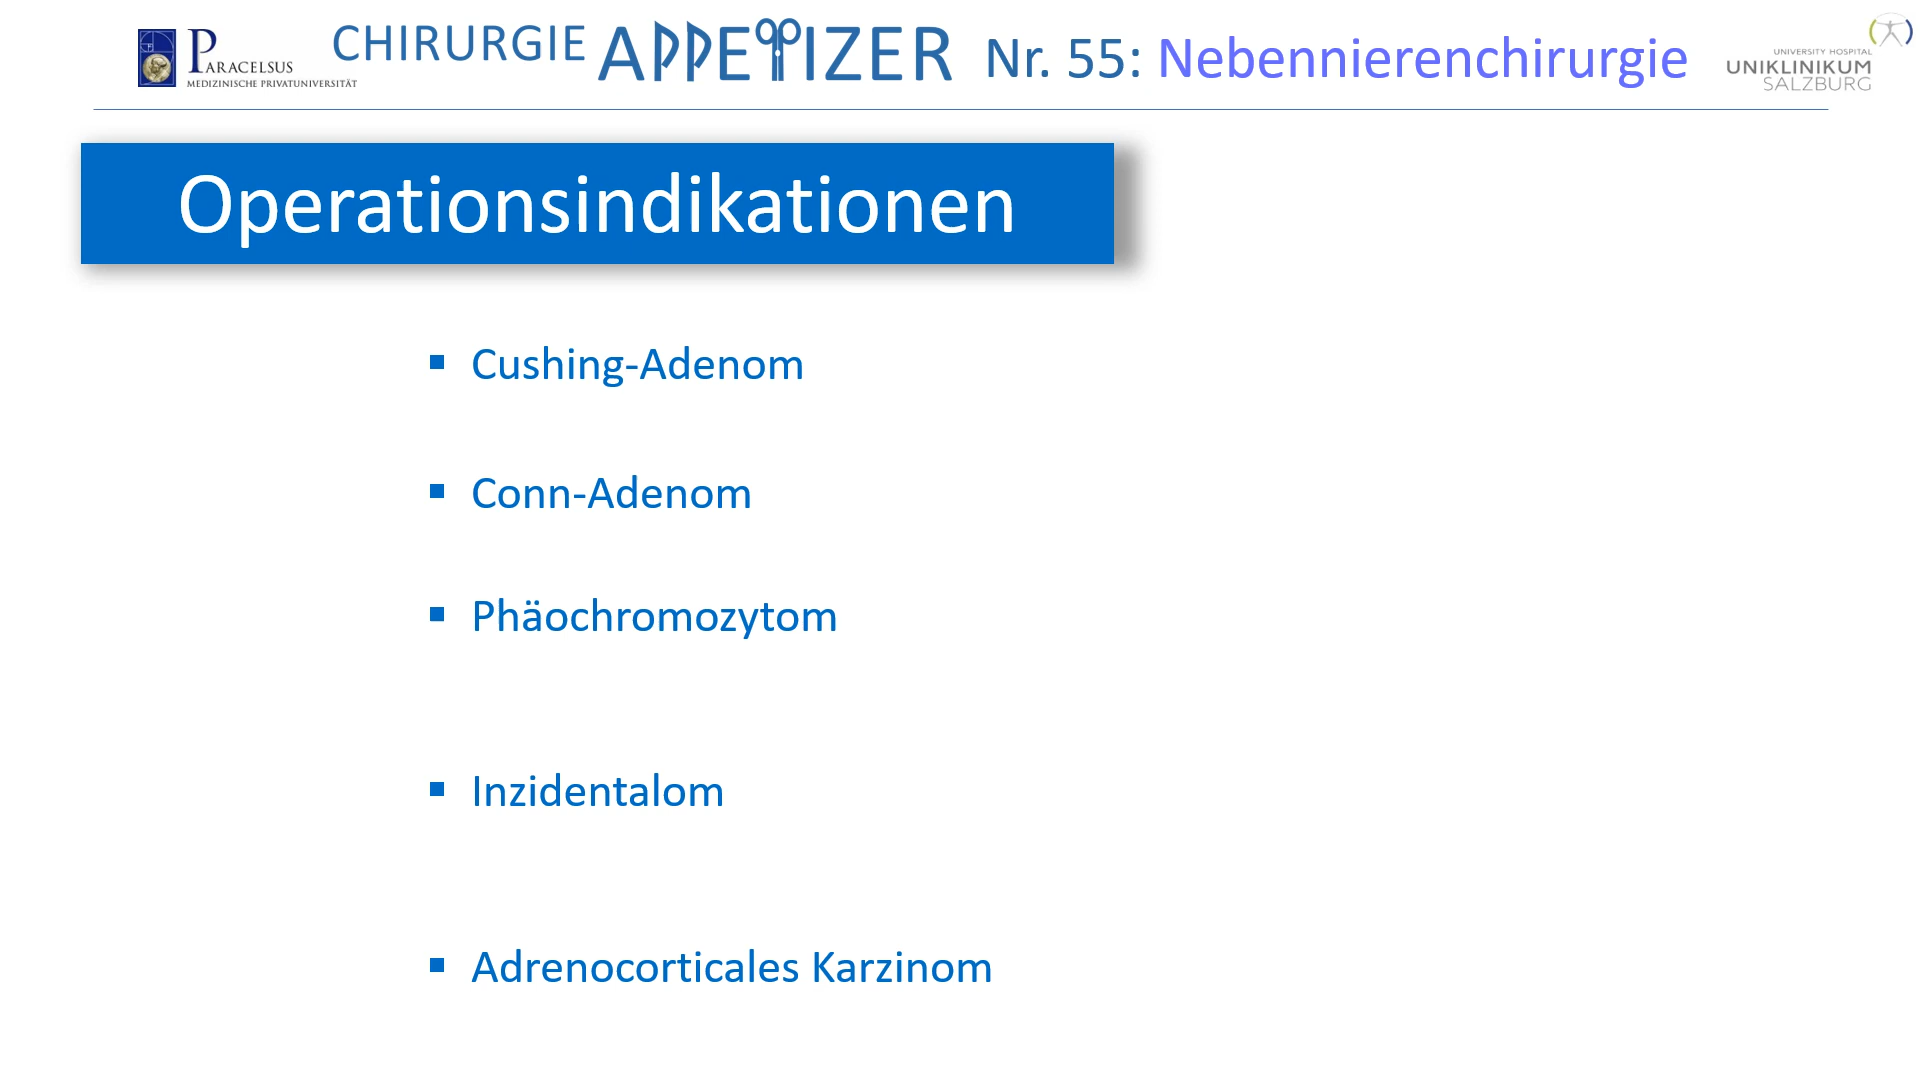 PARACELSUS
MEDIZINISCHE PRIVATUNIVERSITÄT
CHIRURGIE APPETIZER Nr. 55: Nebennierenchirurgie
UNIVERSITY HOSPITAL
UNIKLINIKUM
SALZBURG
Operationsindikationen
▪ Cushing-Adenom
▪ Conn-Adenom
▪ Phäochromozytom
▪ Inzidentalom
▪ Adrenocorticales Karzinom